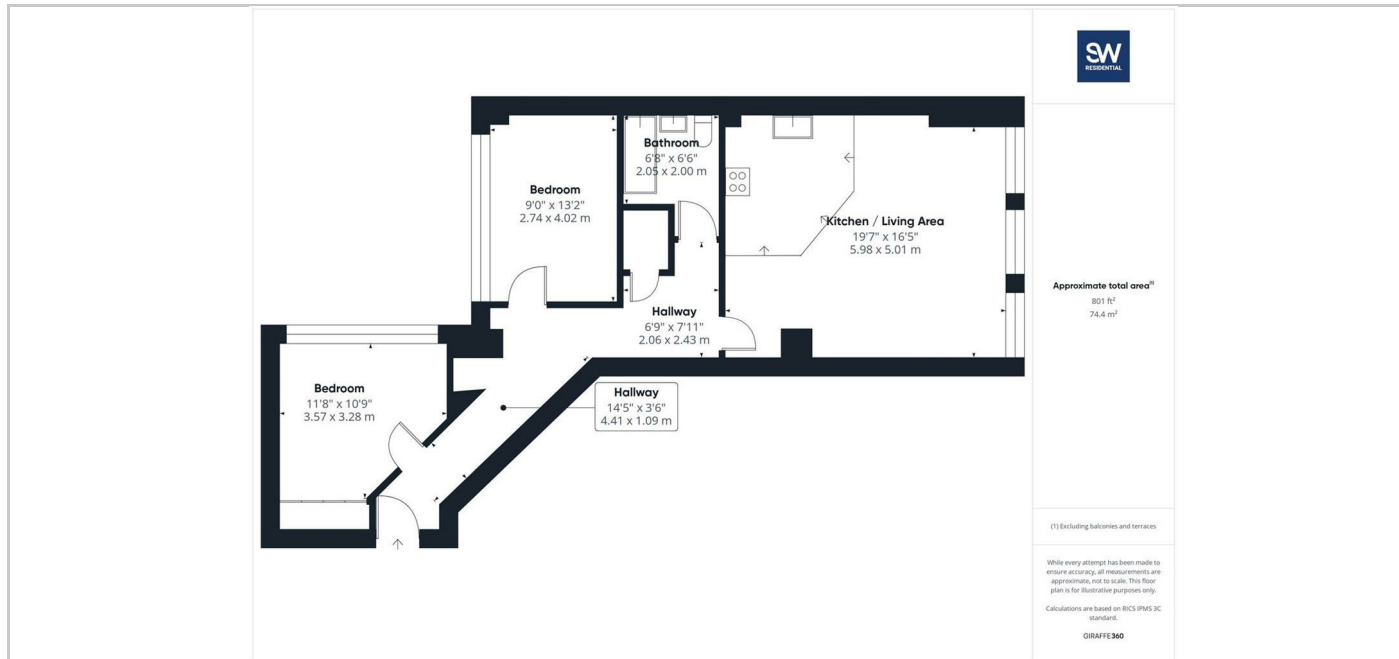 SW
RESIDENTIAL
Bathroom
6'8" x 6'6"
2.05 x 2.00 m
Bedroom
9'0" x 13'2"
2.74 x 4.02 m
Kitchen / Living Area
19'7" x 16'5"
5.98 x 5.01 m
Hallway
6'9" x 7'11"
2.06 x 2.43 m
Bedroom
11'8" x 10'9"
3.57 x 3.28 m
Hallway
14'5" x 3'6"
4.41 x 1.09 m
Approximate total area⁽¹⁾
801 ft²
74.4 m²
(1) Excluding balconies and terraces
While every attempt has been made to
ensure accuracy, all measurements are
approximate, not to scale. This floor
plan is for illustrative purposes only.
Calculations are based on RICS IPMS 3C
standard.
GIRAFFE360